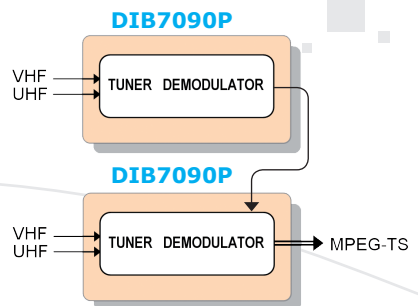 DIB7090P
VHF
UHF
TUNER DEMODULATOR
DIB7090P
VHF
UHF
TUNER DEMODULATOR
MPEG-TS